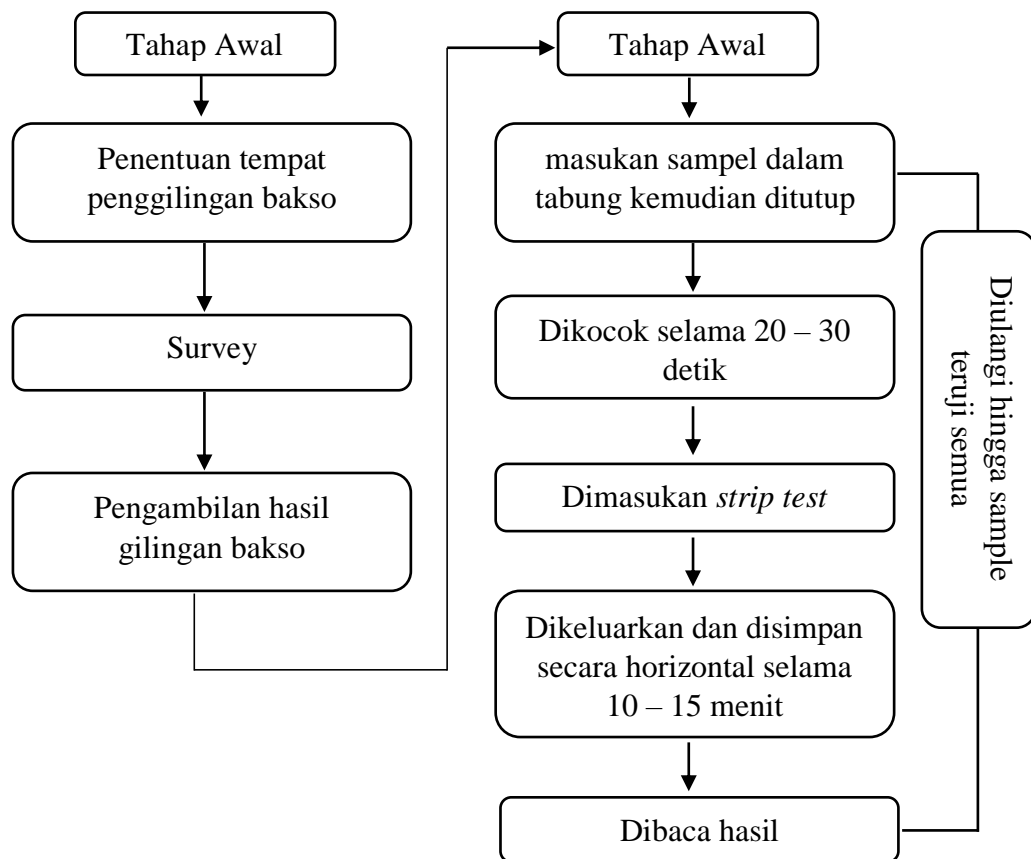 Tahap Awal
Penentuan tempat
penggilingan bakso
Survey
Pengambilan hasil
gilingan bakso
Tahap Awal
masukan sampel dalam
tabung kemudian ditutup
Dikocok selama 20 – 30
detik
Dimasukan strip test
Dikeluarkan dan disimpan
secara horizontal selama
10 – 15 menit
Dibaca hasil
Diulangi hingga sample
teruji semua